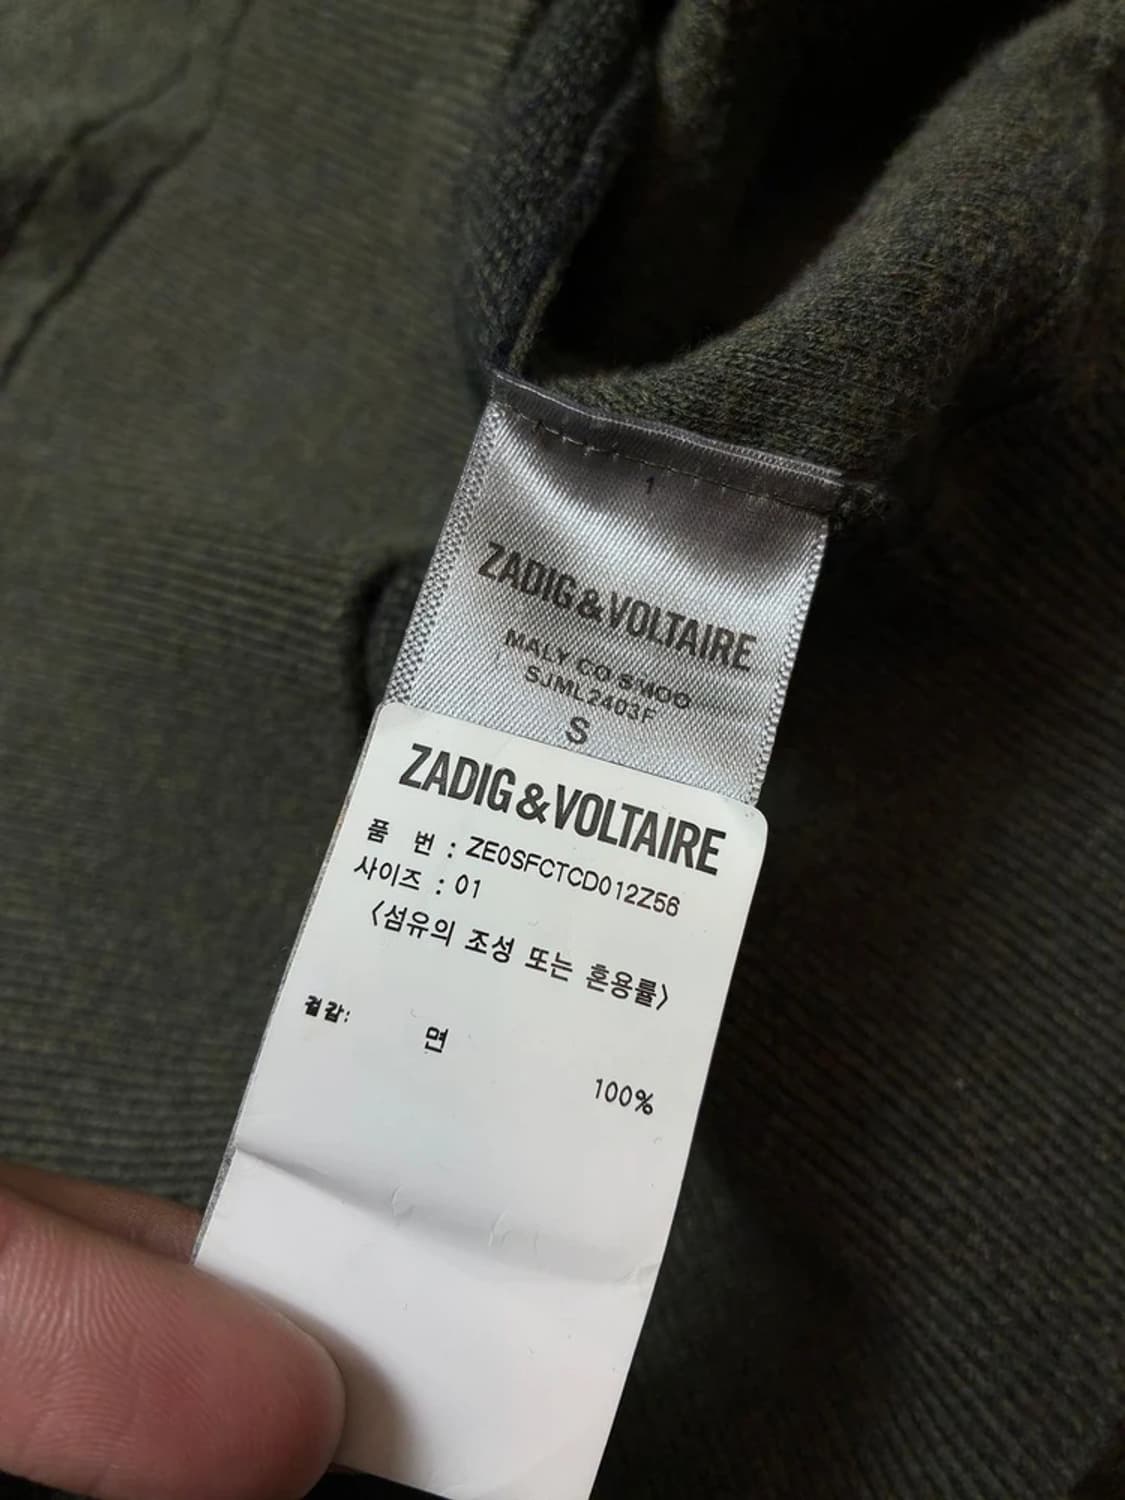 1
ZADIG&VOLTAIRE
MALY CO SMOO
SJML2403F
S
ZADIG&VOLTAIRE
품 번 : ZE0SFCTCD012Z56
사이즈 : 01
〈섬유의 조성 또는 혼용률〉
겉감: 면
100%